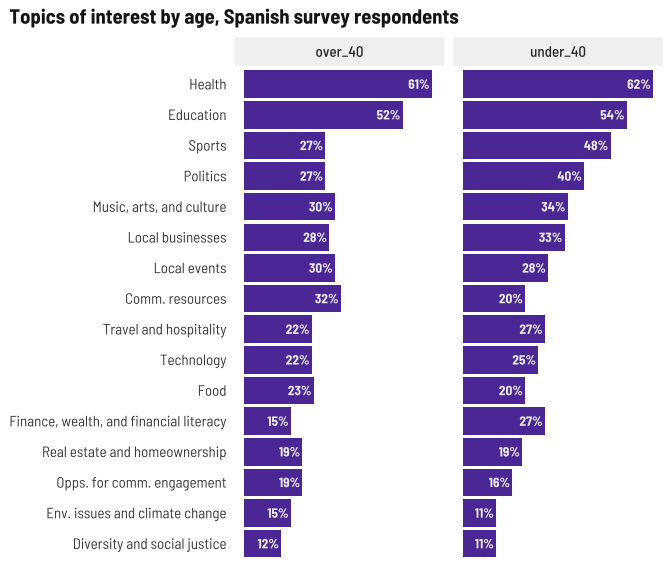 Topics of interest by age, Spanish survey respondents
over_40 under_40
Health 61% 62%
Education 52% 54%
Sports 27% 48%
Politics 27% 40%
Music, arts, and culture 30% 34%
Local businesses 28% 33%
Local events 30% 28%
Comm. resources 32% 20%
Travel and hospitality 22% 27%
Technology 22% 25%
Food 23% 20%
Finance, wealth, and financial literacy 15% 27%
Real estate and homeownership 19% 19%
Opps. for comm. engagement 19% 16%
Env. issues and climate change 15% 11%
Diversity and social justice 12% 11%